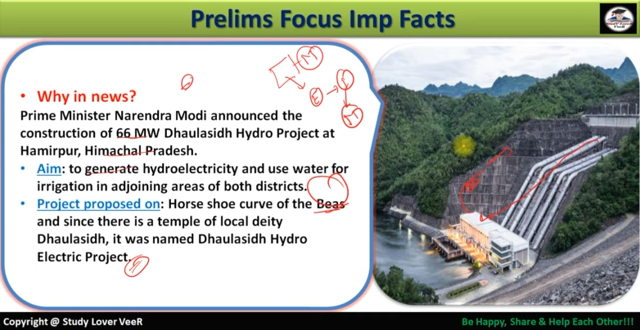 Prelims Focus Imp Facts
• Why in news?
Prime Minister Narendra Modi announced the
construction of 66 MW Dhaulasidh Hydro Project at
Hamirpur, Himachal Pradesh.
• Aim: to generate hydroelectricity and use water for
irrigation in adjoining areas of both districts.
• Project proposed on: Horse shoe curve of the Beas
and since there is a temple of local deity
Dhaulasidh, it was named Dhaulasidh Hydro
Electric Project.
Copyright @ Study Lover VeeR
Be Happy, Share & Help Each Other!!!